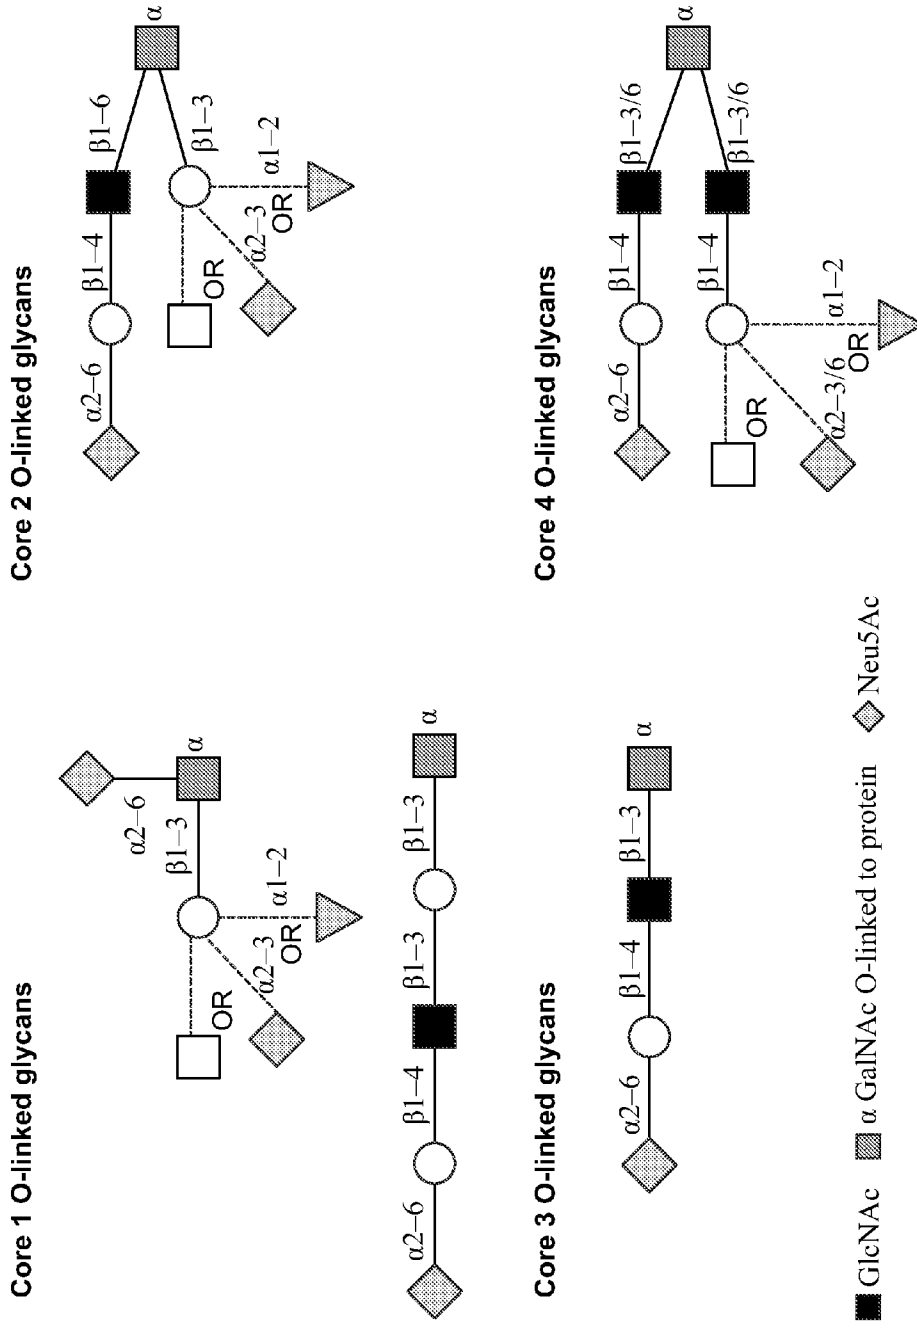 Core 1 O-linked glycans
α2–6
α
β1–3
α1–2
OR
α2–3
OR
α2–6
β1–4
β1–3
β1–3
α
Core 2 O-linked glycans
α2–6
β1–4
β1–6
α
β1–3
α1–2
OR
α2–3
OR
Core 3 O-linked glycans
α2–6
β1–4
β1–3
α
Core 4 O-linked glycans
α2–6
β1–4
β1–3/6
α
β1–4
β1–3/6
OR
α2–3/6
OR
α1–2
GlcNAc
α GalNAc O-linked to protein
Neu5Ac